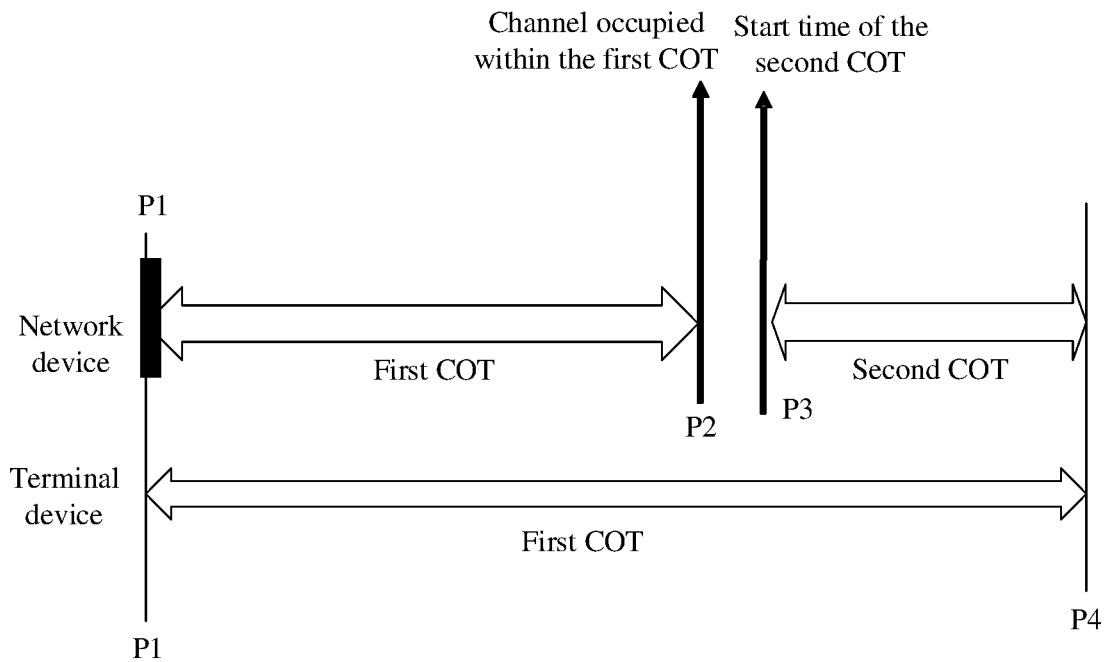 Channel occupied
within the first COT
Start time of the
second COT
P1
Network
device
First COT
Second COT
P2
P3
Terminal
device
First COT
P1
P4